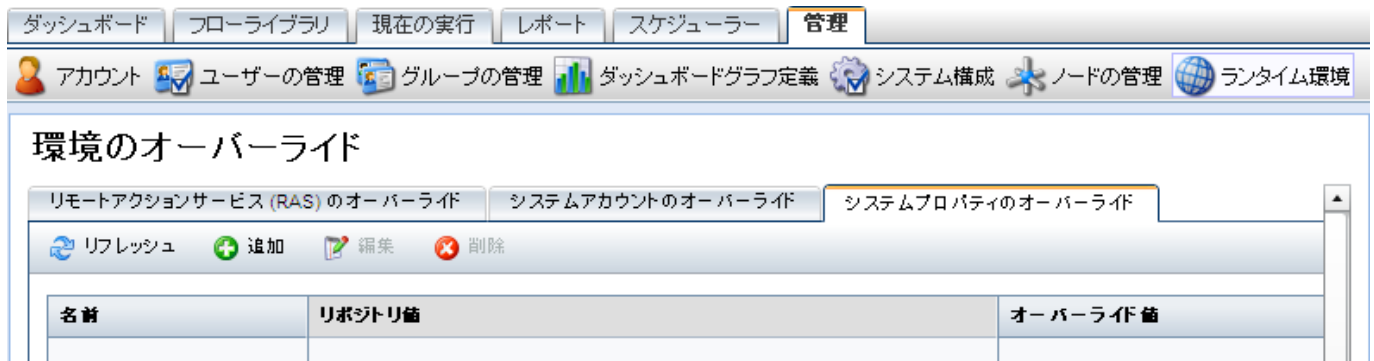 ダッシュボード フローライブラリ 現在の実行 レポート スケジューラー 管理
アカウント ユーザーの管理 グループの管理 ダッシュボードグラフ定義 システム構成 ノードの管理 ランタイム環境
環境のオーバーライド
リモートアクションサービス (RAS) のオーバーライド システムアカウントのオーバーライド システムプロパティのオーバーライド
リフレッシュ 追加 編集 削除
名前 リポジトリ値 オーバーライド値